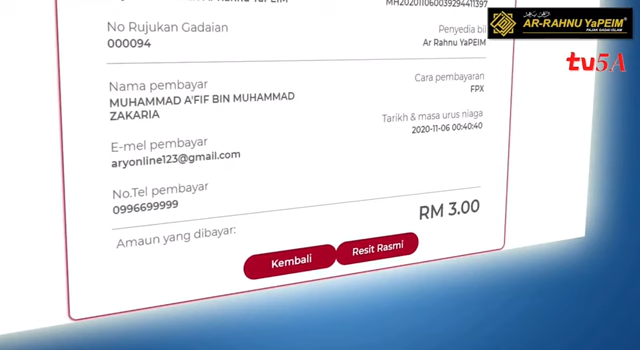 MH20201106003929441397
No Rujukan Gadaian
000094
Penyedia bil
Ar Rahnu YaPEIM
Nama pembayar
MUHAMMAD A'FIF BIN MUHAMMAD
ZAKARIA
Cara pembayaran
FPX
Tarikh & masa urus niaga
2020-11-06 00:40:40
E-mel pembayar
aryonline123@gmail.com
No.Tel pembayar
0996699999
Amaun yang dibayar:
RM 3.00
Kembali
Resit Rasmi
AR-RAHNU YaPEIM
PAJAK GADAI ISLAM
tv5A